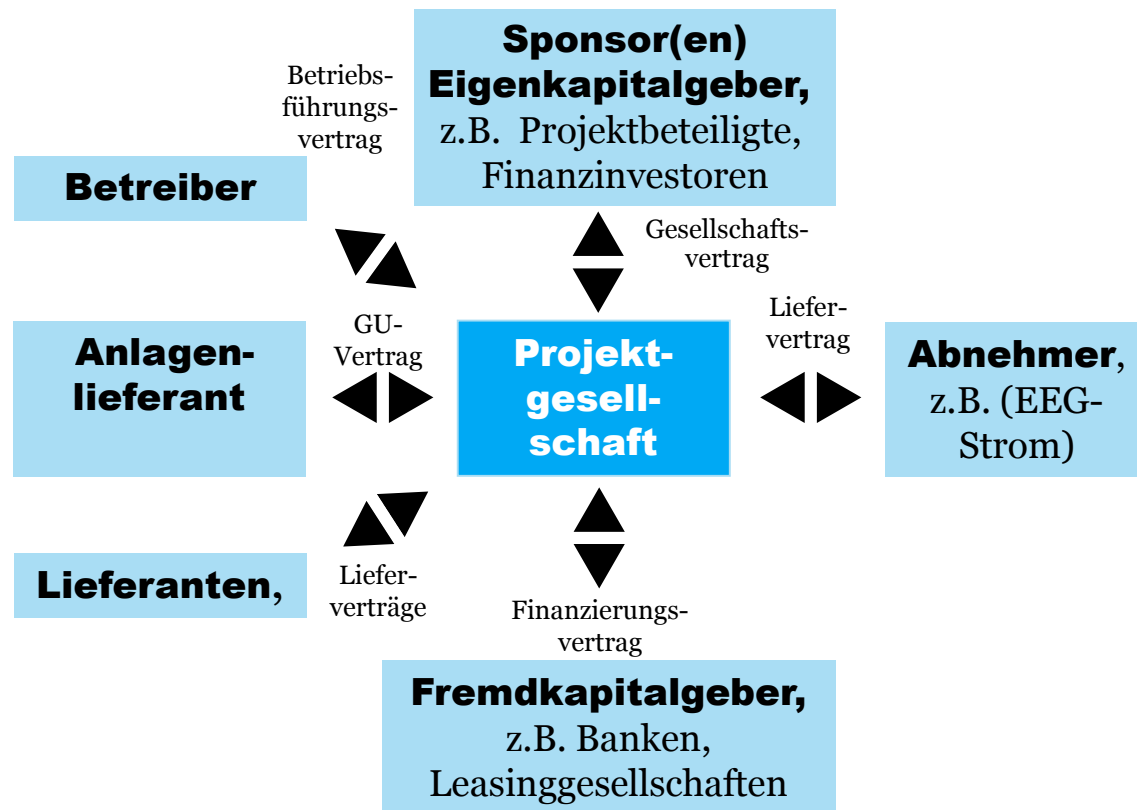 Sponsor(en)
Eigenkapitalgeber,
z.B. Projektbeteiligte,
Finanzinvestoren
Betriebs-
führungs-
vertrag
Betreiber
Gesellschafts-
vertrag
Anlagen-
lieferant
GU-
Vertrag
Projekt-
gesell-
schaft
Liefer-
vertrag
Abnehmer,
z.B. (EEG-
Strom)
Lieferanten,
Liefer-
verträge
Finanzierungs-
vertrag
Fremdkapitalgeber,
z.B. Banken,
Leasinggesellschaften